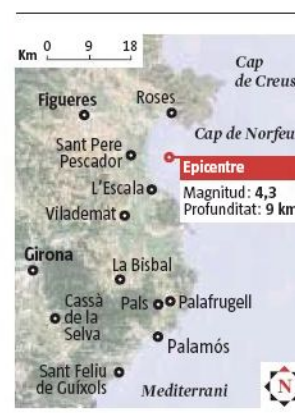 Km 0 9 18
Cap
de Creus
Figueres
Roses
Cap de Norfeu
Sant Pere
Pescador
Epicentre
L'Escala
Magnitud: 4,3
Profunditat: 9 km
Vilademat
Girona
La Bisbal
Cassà
de la
Selva
Pals
Palafrugell
Palamós
Sant Feliu
de Guíxols
Mediterrani
N